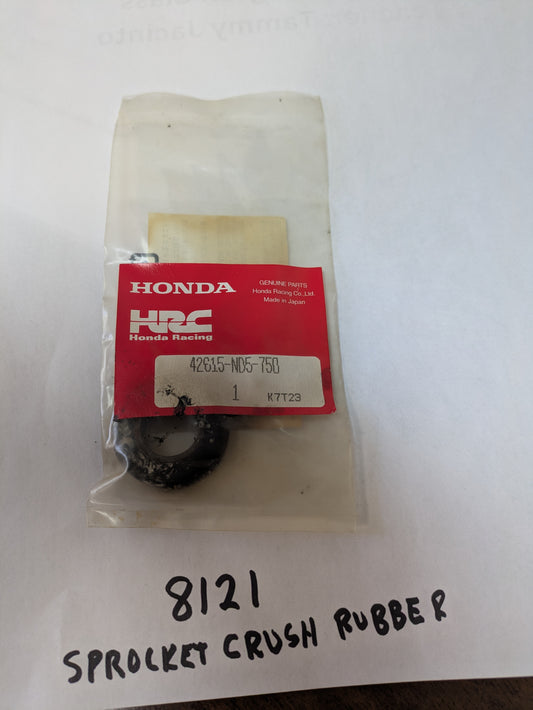 HONDA
GENUINE PARTS
Honda Racing Co.,Ltd.
Made in Japan
HRC
Honda Racing
42615-ND5-750
1 K7T23
8121
SPROCKET CRUSH RUBBER